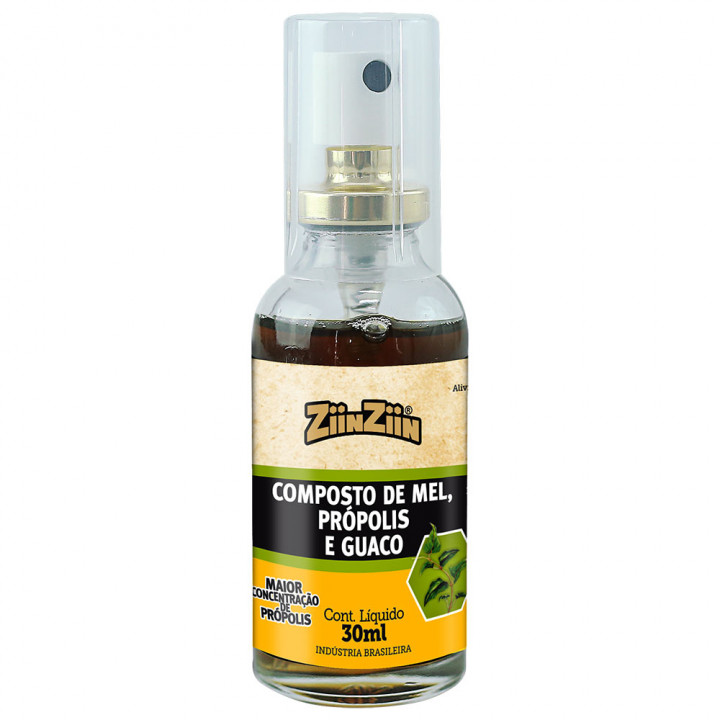 ZiinZiin®
COMPOSTO DE MEL,
PRÓPOLIS
E GUACO
MAIOR
CONCENTRAÇÃO
DE
PRÓPOLIS
Cont. Líquido
30ml
INDÚSTRIA BRASILEIRA